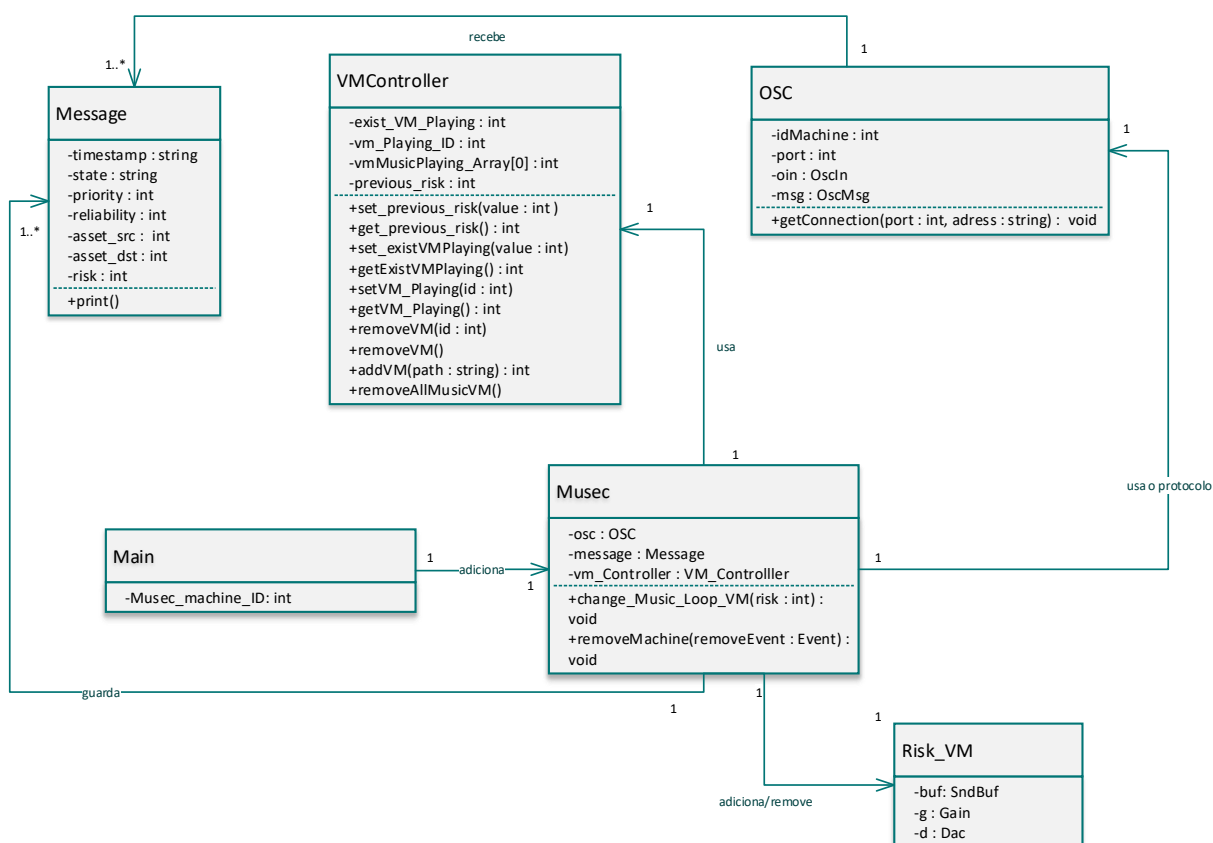 recebe
1
1..*
Message
-timestamp : string
-state : string
-priority : int
-reliability : int
-asset_src :  int
-asset_dst : int
-risk : int
+print()
1..*
VMController
-exist_VM_Playing : int
-vm_Playing_ID : int
-vmMusicPlaying_Array[0] : int
-previous_risk : int
+set_previous_risk(value : int )
+get_previous_risk() : int
+set_existVMPlaying(value : int)
+getExistVMPlaying() : int
+setVM_Playing(id : int)
+getVM_Playing() : int
+removeVM(id : int)
+removeVM()
+addVM(path : string) : int
+removeAllMusicVM()
1
OSC
-idMachine : int
-port : int
-oin : OscIn
-msg : OscMsg
+getConnection(port : int, adress : string) :  void
1
usa
usa o protocolo
1
Main
-Musec_machine_ID: int
1
adiciona
1
Musec
-osc : OSC
-message : Message
-vm_Controller : VM_Controlller
+change_Music_Loop_VM(risk : int) :
void
+removeMachine(removeEvent : Event) :
void
1
guarda
1
1
1
adiciona/remove
Risk_VM
-buf: SndBuf
-g : Gain
-d : Dac